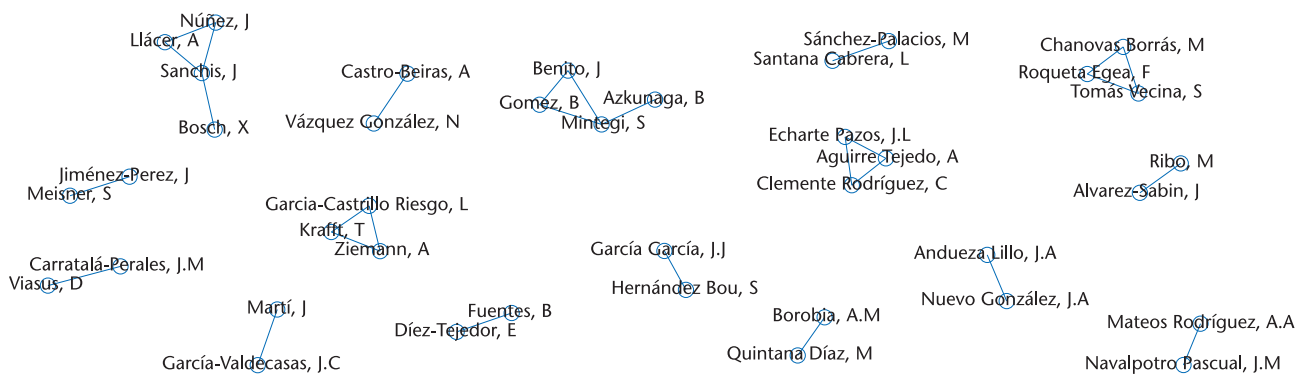 Núñez, J
Llácer, A
Sanchis, J
Bosch, X
Castro-Beiras, A
Vázquez González, N
Benito, J
Gomez, B
Azkunaga, B
Mintegi, S
Sánchez-Palacios, M
Santana Cabrera, L
Chanovas Borrás, M
Roqueta Egea, F
Tomás Vecina, S
Echarte Pazos, J.L
Aguirre Tejedo, A
Clemente Rodríguez, C
Ribo, M
Alvarez-Sabin, J
Jiménez-Perez, J
Meisner, S
Garcia-Castrillo Riesgo, L
Krafft, T
Ziemann, A
Carratalá-Perales, J.M
Viasus, D
García García, J.J
Hernández Bou, S
Andueza Lillo, J.A
Nuevo González, J.A
Martí, J
García-Valdecasas, J.C
Fuentes, B
Díez-Tejedor, E
Borobia, A.M
Quintana Díaz, M
Mateos Rodríguez, A.A
Navalpotro Pascual, J.M